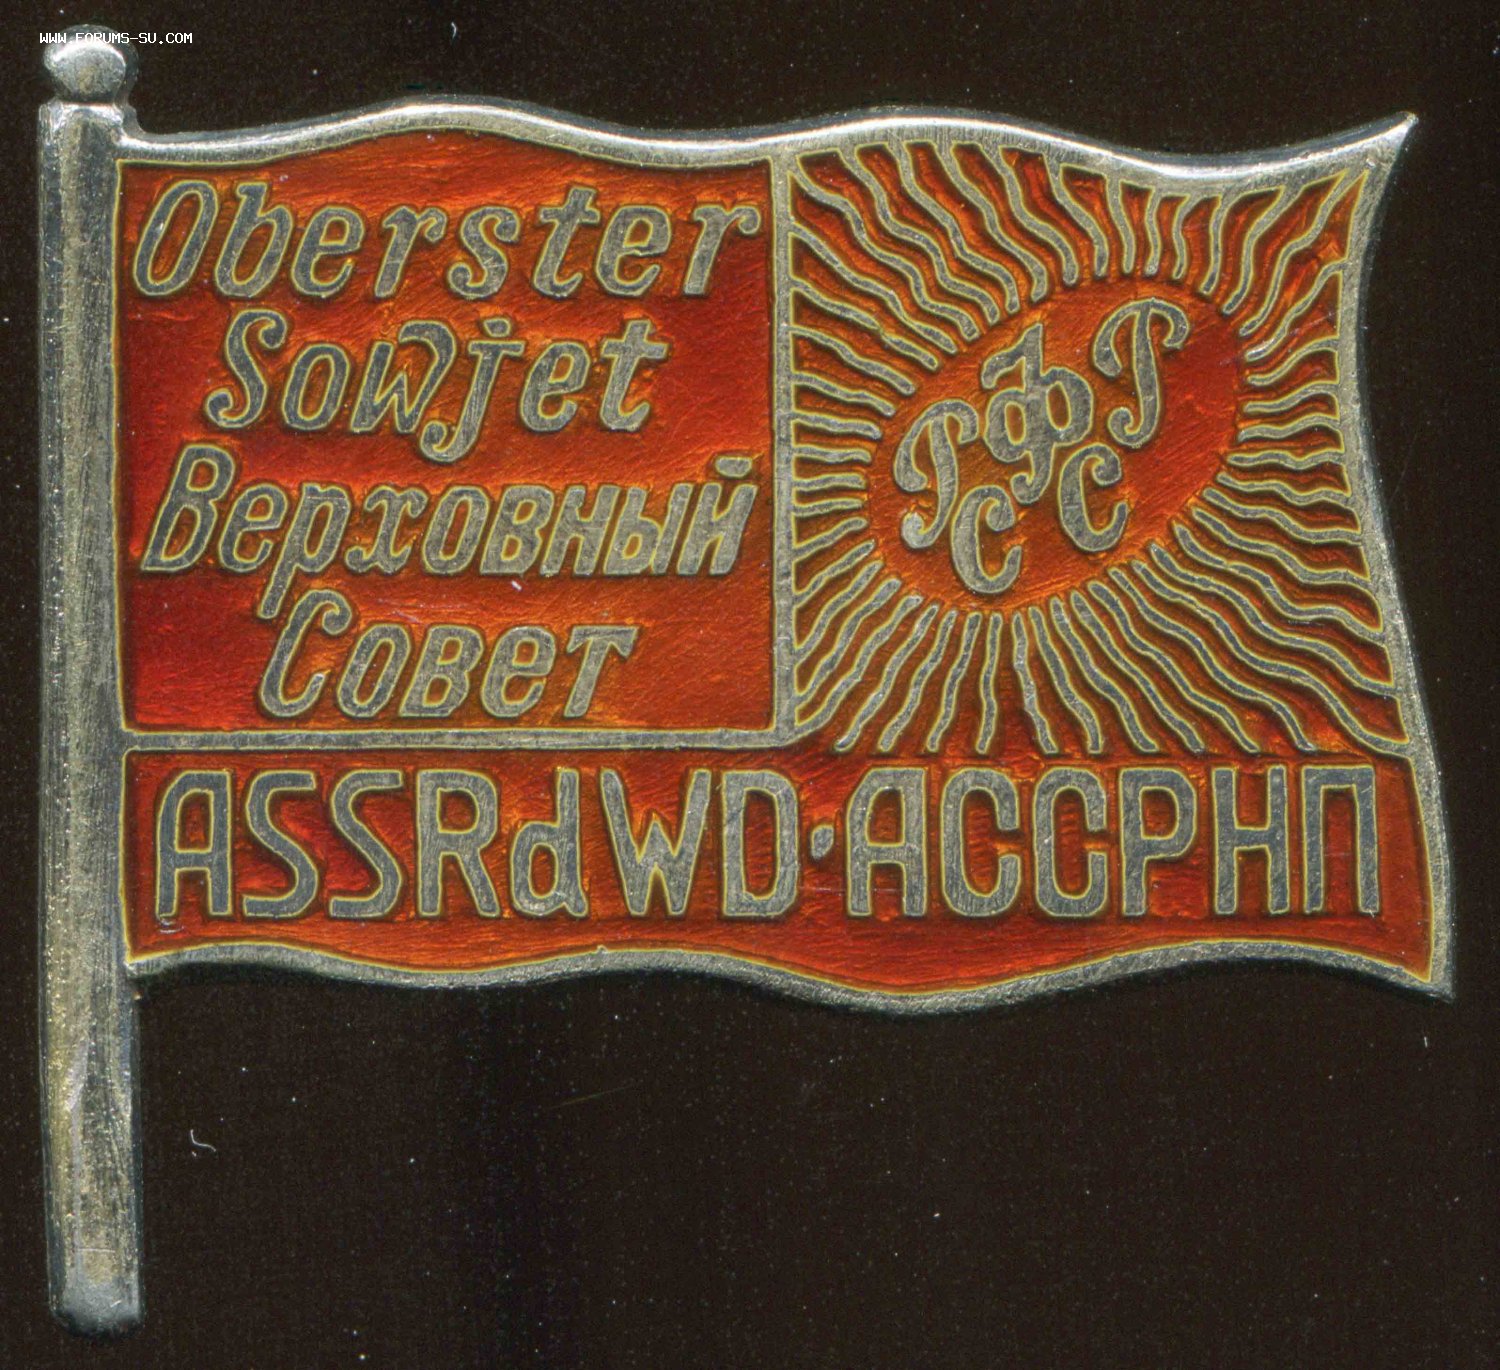 WWW.FORUMS-SU.COM
Oberster
Sowjet
Верховный
Совет
РСФСР
ASSRdWD·АССРНП